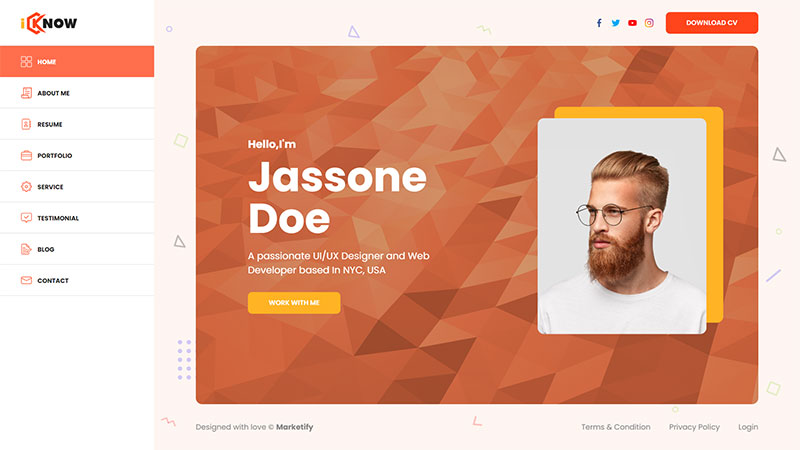 iKNOW
DOWNLOAD CV
HOME
ABOUT ME
RESUME
PORTFOLIO
SERVICE
TESTIMONIAL
BLOG
CONTACT
Hello,I'm
Jassone
Doe
A passionate UI/UX Designer and Web
Developer based In NYC, USA
WORK WITH ME
Designed with love © Marketify
Terms & Condition
Privacy Policy
Login